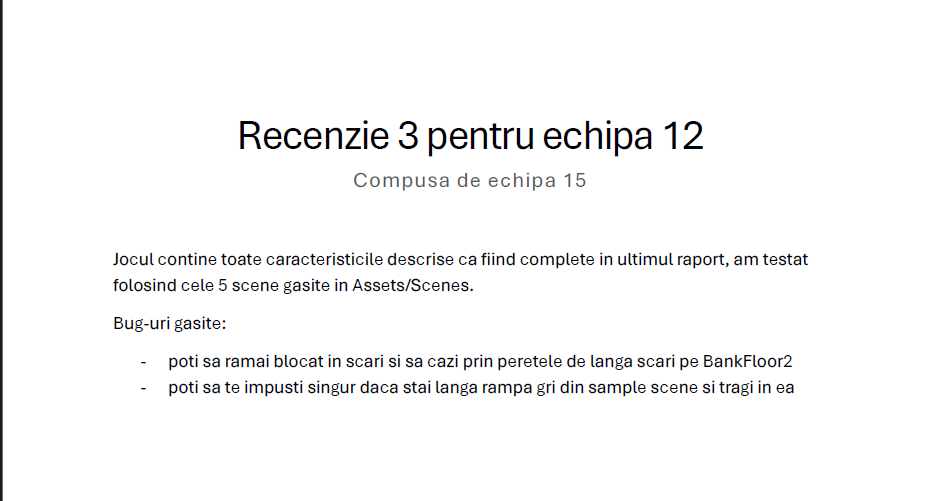 Recenzie 3 pentru echipa 12
Compusa de echipa 15
Jocul contine toate caracteristicile descrise ca fiind complete in ultimul raport, am testat
folosind cele 5 scene gasite in Assets/Scenes.
Bug-uri gasite:
- poti sa ramai blocat in scari si sa cazi prin peretele de langa scari pe BankFloor2
- poti sa te impusti singur daca stai langa rampa gri din sample scene si tragi in ea